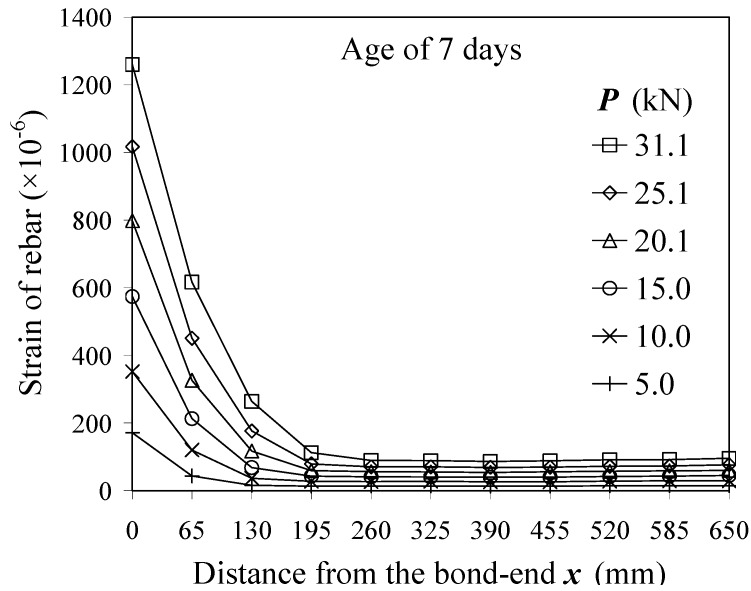 Age of 7 days
P (kN)
31.1
25.1
20.1
15.0
10.0
5.0
Strain of rebar (×10⁻⁶)
1400
1200
1000
800
600
400
200
0
0 65 130 195 260 325 390 455 520 585 650
Distance from the bond-end x (mm)